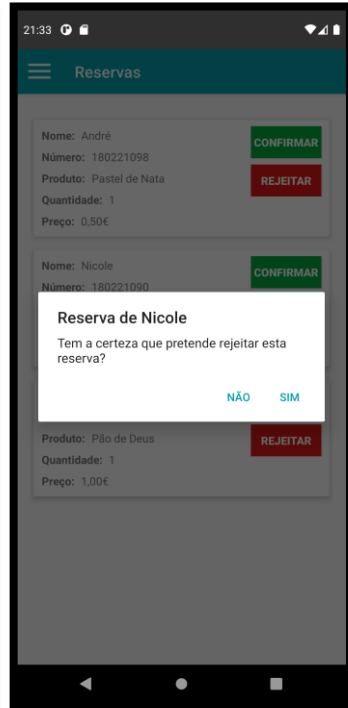 21:33
Reservas
Nome: André
Número: 180221098
Produto: Pastel de Nata
Quantidade: 1
Preço: 0,50€
CONFIRMAR
REJEITAR
Nome: Nicole
Número: 180221090
CONFIRMAR
Reserva de Nicole
Tem a certeza que pretende rejeitar esta
reserva?
NÃO SIM
Produto: Pão de Deus
Quantidade: 1
Preço: 1,00€
REJEITAR